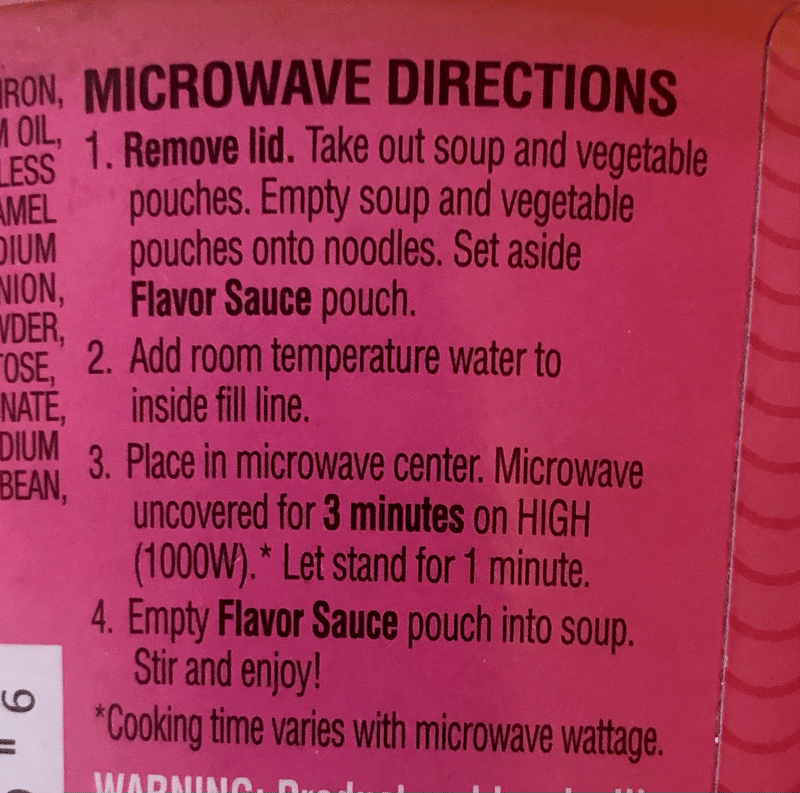 IRON,
OIL,
LESS
AMEL
DIUM
NION,
WDER,
TOSE,
NATE,
DIUM
BEAN,
MICROWAVE DIRECTIONS
1. Remove lid. Take out soup and vegetable
pouches. Empty soup and vegetable
pouches onto noodles. Set aside
Flavor Sauce pouch.
2. Add room temperature water to
inside fill line.
3. Place in microwave center. Microwave
uncovered for 3 minutes on HIGH
(1000W).* Let stand for 1 minute.
4. Empty Flavor Sauce pouch into soup.
Stir and enjoy!
*Cooking time varies with microwave wattage.
WARNING:
6